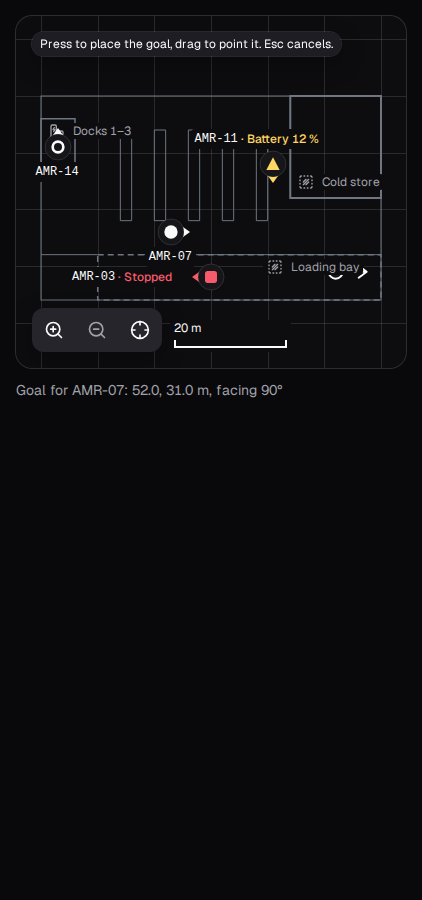 Press to place the goal, drag to point it. Esc cancels.
Docks 1–3
AMR-11 · Battery 12 %
AMR-14
Cold store
AMR-07
Loading bay
AMR-03 · Stopped
20 m
Goal for AMR-07: 52.0, 31.0 m, facing 90°